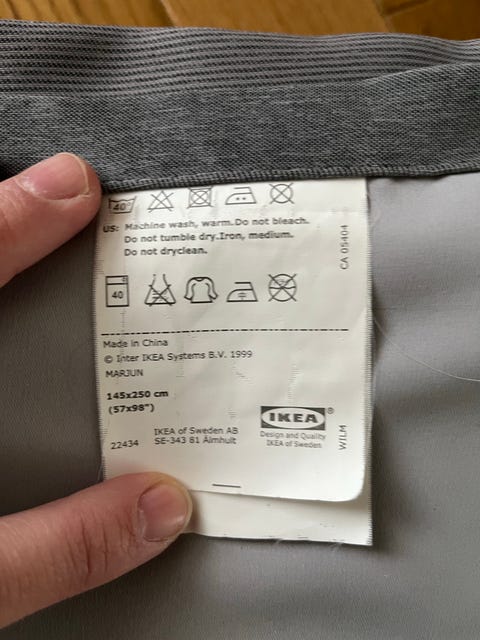 40°
US: Machine wash, warm.Do not bleach.
Do not tumble dry.Iron, medium.
Do not dryclean.
CA 05404
40
Made in China
© Inter IKEA Systems B.V. 1999
MARJUN
145x250 cm
(57x98")
22434
IKEA of Sweden AB
SE-343 81 Älmhult
IKEA®
Design and Quality
IKEA of Sweden
WILM